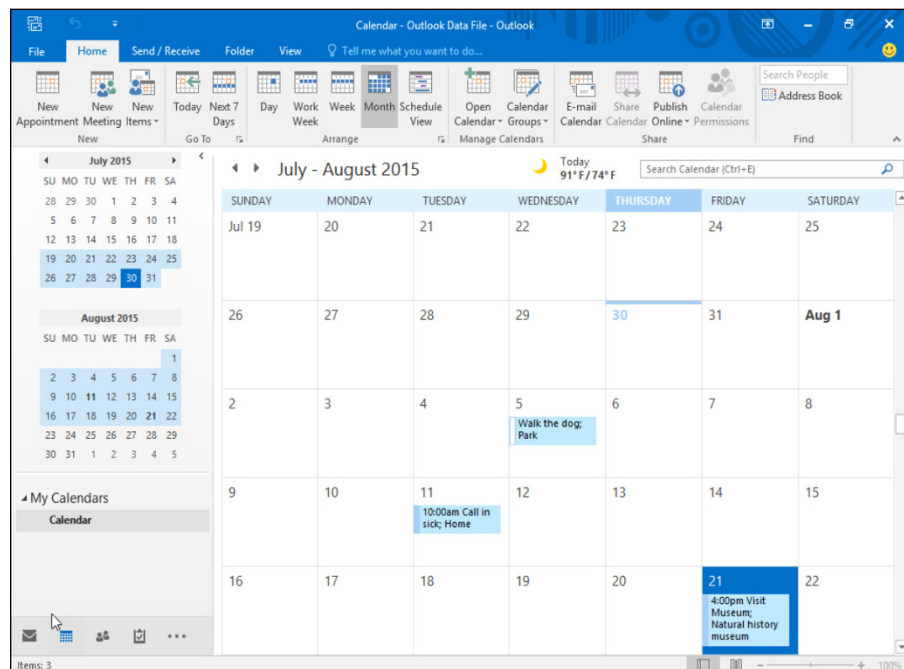 Calendar - Outlook Data File - Outlook
File Home Send / Receive Folder View Tell me what you want to do...
New Appointment
New Meeting
New Items
Today
Next 7 Days
Day
Work Week
Week
Month
Schedule View
Open Calendar
Calendar Groups
E-mail Calendar
Share Calendar
Publish Online
Calendar Permissions
Search People
Address Book
New Go To Arrange Manage Calendars Share Find
July 2015
SU MO TU WE TH FR SA
28 29 30 1 2 3 4
5 6 7 8 9 10 11
12 13 14 15 16 17 18
19 20 21 22 23 24 25
26 27 28 29 30 31
August 2015
SU MO TU WE TH FR SA
1
2 3 4 5 6 7 8
9 10 11 12 13 14 15
16 17 18 19 20 21 22
23 24 25 26 27 28 29
30 31 1 2 3 4 5
My Calendars
Calendar
July - August 2015
Today
91°F/74°F
Search Calendar (Ctrl+E)
SUNDAY MONDAY TUESDAY WEDNESDAY THURSDAY FRIDAY SATURDAY
Jul 19 20 21 22 23 24 25
26 27 28 29 30 31 Aug 1
2 3 4 5 6 7 8
Walk the dog;
Park
9 10 11 12 13 14 15
10:00am Call in
sick; Home
16 17 18 19 20 21 22
4:00pm Visit
Museum;
Natural history
museum
Items: 3
100%